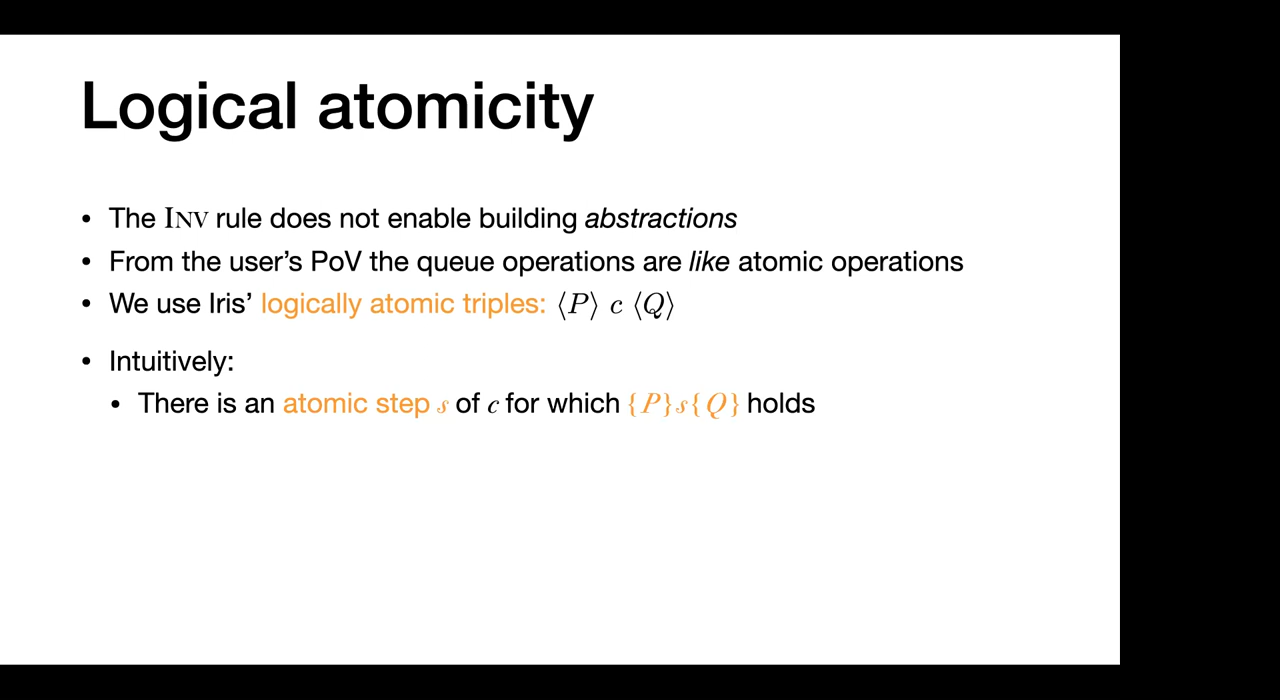 Logical atomicity
• The INV rule does not enable building abstractions
• From the user’s PoV the queue operations are like atomic operations
• We use Iris’ logically atomic triples: ⟨P⟩ c ⟨Q⟩
• Intuitively:
• There is an atomic step s of c for which {P}s{Q} holds